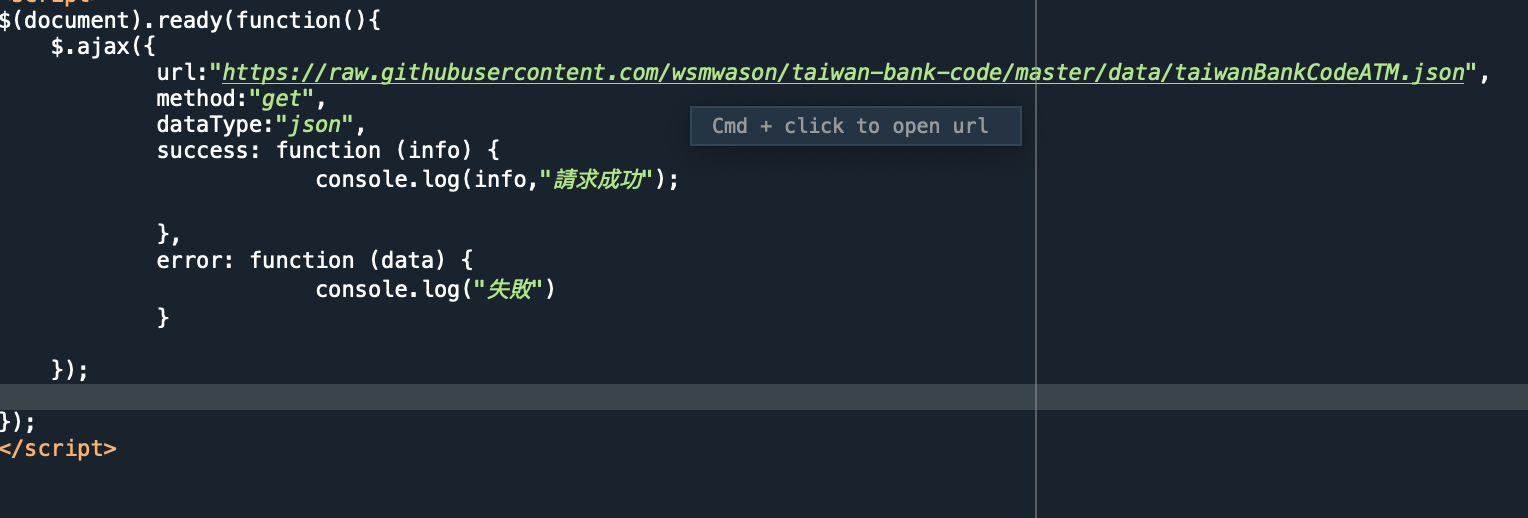 <script>
$(document).ready(function(){
$.ajax({
url:"https://raw.githubusercontent.com/wsmwason/taiwan-bank-code/master/data/taiwanBankCodeATM.json",
method:"get",
dataType:"json",
Cmd + click to open url
success: function (info) {
console.log(info,"請求成功");
},
error: function (data) {
console.log("失敗")
}
});
});
</script>